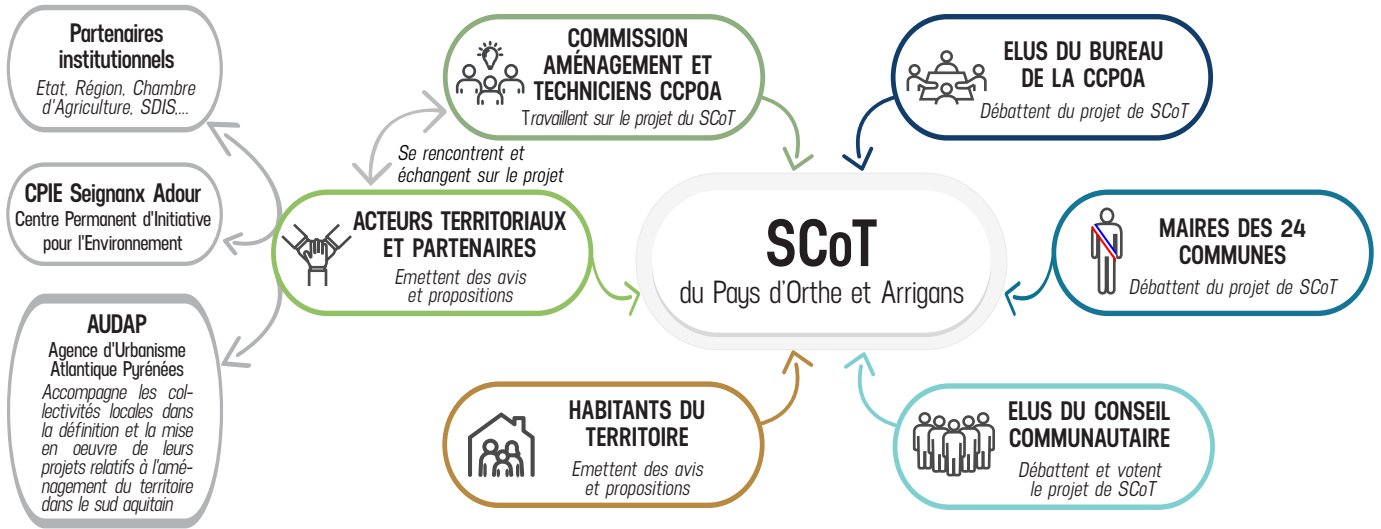 Partenaires
institutionnels
Etat, Région, Chambre
d'Agriculture, SDIS,...
CPIE Seignanx Adour
Centre Permanent d'Initiative
pour l'Environnement
AUDAP
Agence d'Urbanisme
Atlantique Pyrénées
Accompagne les col-
lectivités locales dans
la définition et la mise
en oeuvre de leurs
projets relatifs à l'amé-
nagement du territoire
dans le sud aquitain
Se rencontrent et
échangent sur le projet
ACTEURS TERRITORIAUX
ET PARTENAIRES
Emettent des avis
et propositions
COMMISSION
AMÉNAGEMENT ET
TECHNICIENS CCPOA
Travaillent sur le projet du SCoT
ELUS DU BUREAU
DE LA CCPOA
Débattent du projet de SCoT
SCoT
du Pays d'Orthe et Arrigans
MAIRES DES 24
COMMUNES
Débattent du projet de SCoT
HABITANTS DU
TERRITOIRE
Emettent des avis
et propositions
ELUS DU CONSEIL
COMMUNAUTAIRE
Débattent et votent
le projet de SCoT